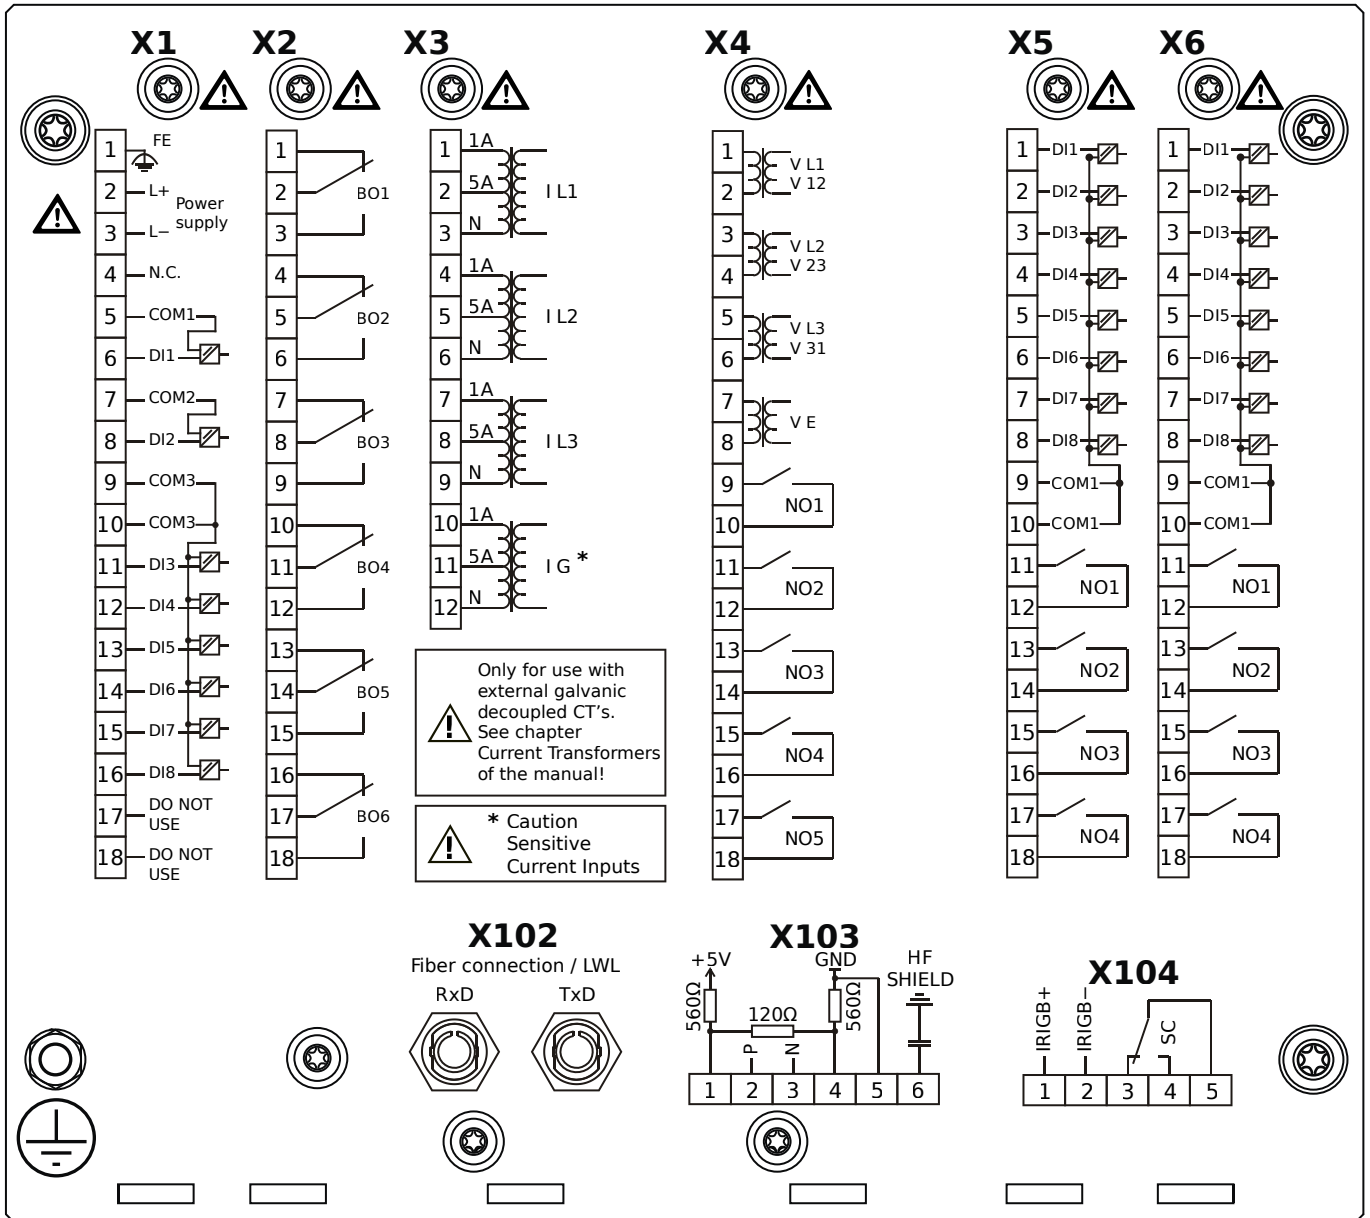 X1
X2
X3
X4
X5
X6
1
FE
2
L+
Power
supply
3
L−
4
N.C.
5
COM1
6
DI1
7
COM2
8
DI2
9
COM3
10
COM3
11
DI3
12
DI4
13
DI5
14
DI6
15
DI7
16
DI8
17
DO NOT
USE
18
DO NOT
USE
1
2
BO1
3
4
5
BO2
6
7
8
BO3
9
10
11
BO4
12
13
14
BO5
15
16
17
BO6
18
1
1A
2
5A
I L1
3
N
4
1A
5
5A
I L2
6
N
7
1A
8
5A
I L3
9
N
10
1A
11
5A
I G *
12
N
Only for use with
external galvanic
decoupled CT's.
See chapter
Current Transformers
of the manual!
* Caution
Sensitive
Current Inputs
1
V L1
V 12
2
3
V L2
V 23
4
5
V L3
V 31
6
7
V E
8
9
NO1
10
11
NO2
12
13
NO3
14
15
NO4
16
17
NO5
18
1
DI1
2
DI2
3
DI3
4
DI4
5
DI5
6
DI6
7
DI7
8
DI8
9
COM1
10
COM1
11
NO1
12
13
NO2
14
15
NO3
16
17
NO4
18
1
DI1
2
DI2
3
DI3
4
DI4
5
DI5
6
DI6
7
DI7
8
DI8
9
COM1
10
COM1
11
NO1
12
13
NO2
14
15
NO3
16
17
NO4
18
X102
Fiber connection / LWL
RxD
TxD
X103
+5V
GND
HF
SHIELD
560Ω
120Ω
560Ω
P
N
1 2 3 4 5 6
X104
IRIGB+
IRIGB−
SC
1 2 3 4 5